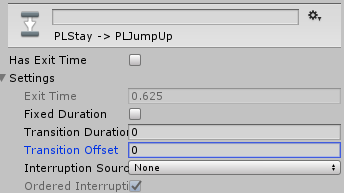 PLStay -> PLJumpUp
Has Exit Time
Settings
Exit Time 0.625
Fixed Duration
Transition Duration 0
Transition Offset 0
Interruption Sourc None
Ordered Interrupti